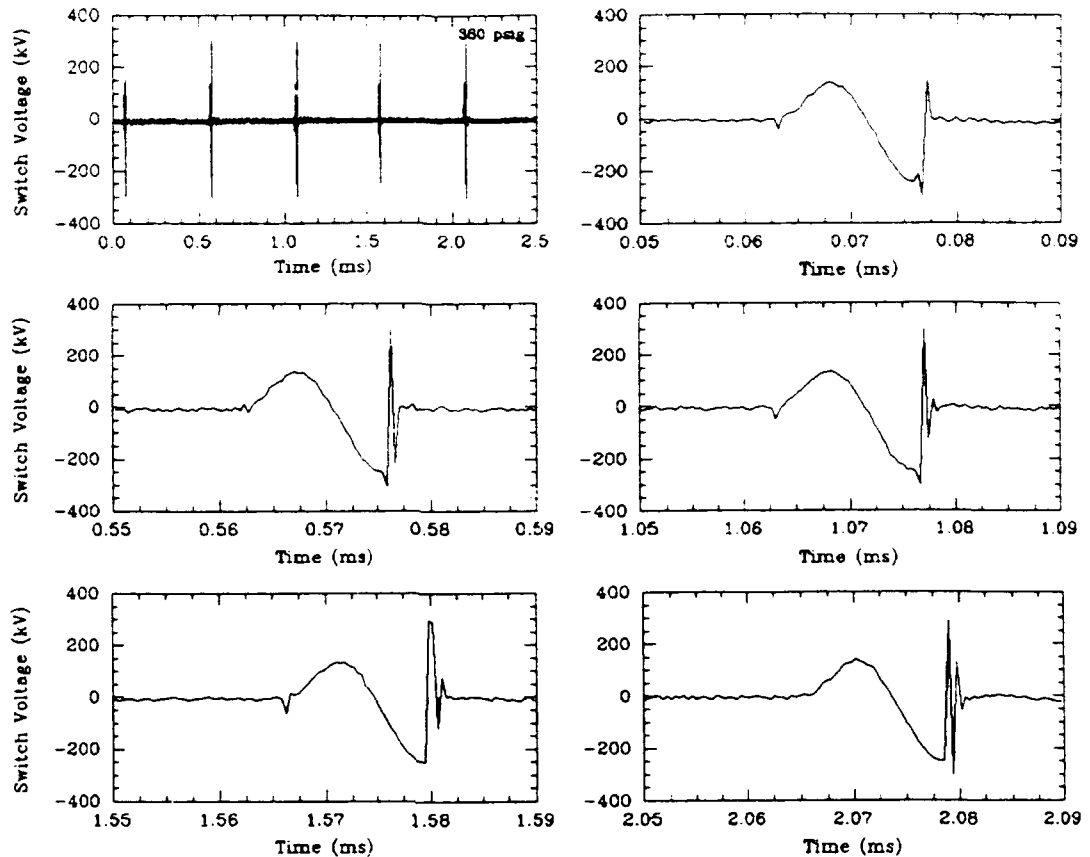 Switch Voltage (kV)
400
200
0
-200
-400
360 psig
0.0 0.5 1.0 1.5 2.0 2.5
Time (ms)
400
200
0
-200
-400
0.05 0.06 0.07 0.08 0.09
Time (ms)
Switch Voltage (kV)
400
200
0
-200
-400
0.55 0.56 0.57 0.58 0.59
Time (ms)
400
200
0
-200
-400
1.05 1.06 1.07 1.08 1.09
Time (ms)
Switch Voltage (kV)
400
200
0
-200
-400
1.55 1.56 1.57 1.58 1.59
Time (ms)
400
200
0
-200
-400
2.05 2.06 2.07 2.08 2.09
Time (ms)